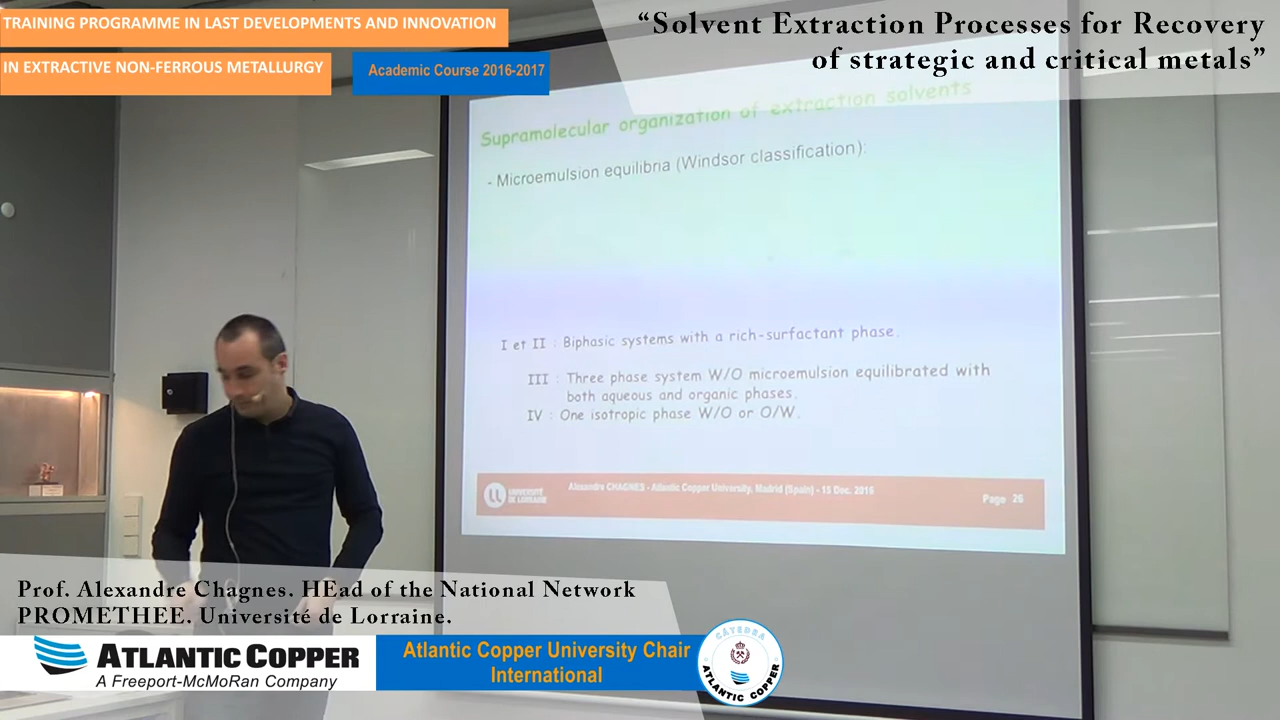 TRAINING PROGRAMME IN LAST DEVELOPMENTS AND INNOVATION
IN EXTRACTIVE NON-FERROUS METALLURGY
Academic Course 2016-2017
“Solvent Extraction Processes for Recovery
of strategic and critical metals”
Supramolecular organization of extraction solvents
- Microemulsion equilibria (Windsor classification):
I et II : Biphasic systems with a rich-surfactant phase.
III : Three phase system W/O microemulsion equilibrated with
both aqueous and organic phases.
IV : One isotropic phase W/O or O/W.
UNIVERSITÉ
DE LORRAINE
Alexandre CHAGNES - Atlantic Copper University, Madrid (Spain) - 15 Dec. 2016
Page 26
Prof. Alexandre Chagnes. HEad of the National Network
PROMETHEE. Université de Lorraine.
ATLANTIC COPPER
A Freeport-McMoRan Company
Atlantic Copper University Chair
International
CÁTEDRA
ATLANTIC COPPER